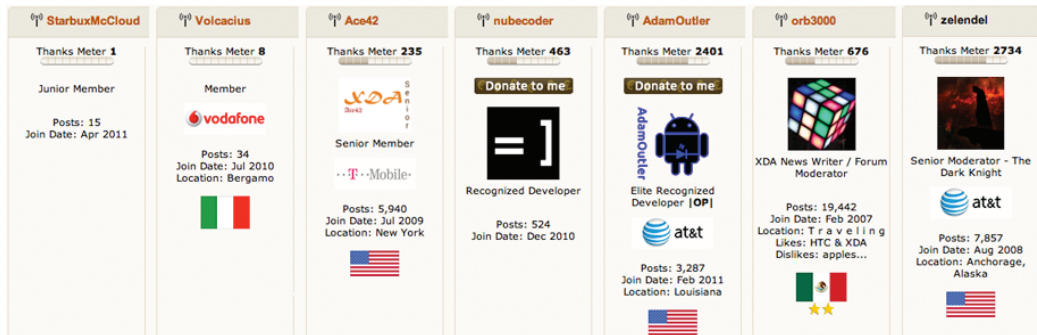 StarbuxMcCloud
Thanks Meter 1
Junior Member
Posts: 15
Join Date: Apr 2011
Volcacius
Thanks Meter 8
Member
vodafone
Posts: 34
Join Date: Jul 2010
Location: Bergamo
Ace42
Thanks Meter 235
XDA
Ace42
Senior
Senior Member
T··Mobile·
Posts: 5,940
Join Date: Jul 2009
Location: New York
nubecoder
Thanks Meter 463
Donate to me
= ]
Recognized Developer
Posts: 524
Join Date: Dec 2010
AdamOutler
Thanks Meter 2401
Donate to me
AdamOutler
Elite Recognized
Developer |OP|
at&t
Posts: 3,287
Join Date: Feb 2011
Location: Louisiana
orb3000
Thanks Meter 676
XDA News Writer / Forum
Moderator
Posts: 19,442
Join Date: Feb 2007
Location: T r a v e l i n g
Likes: HTC & XDA
Dislikes: apples...
zelendel
Thanks Meter 2734
Senior Moderator - The
Dark Knight
at&t
Posts: 7,857
Join Date: Aug 2008
Location: Anchorage,
Alaska